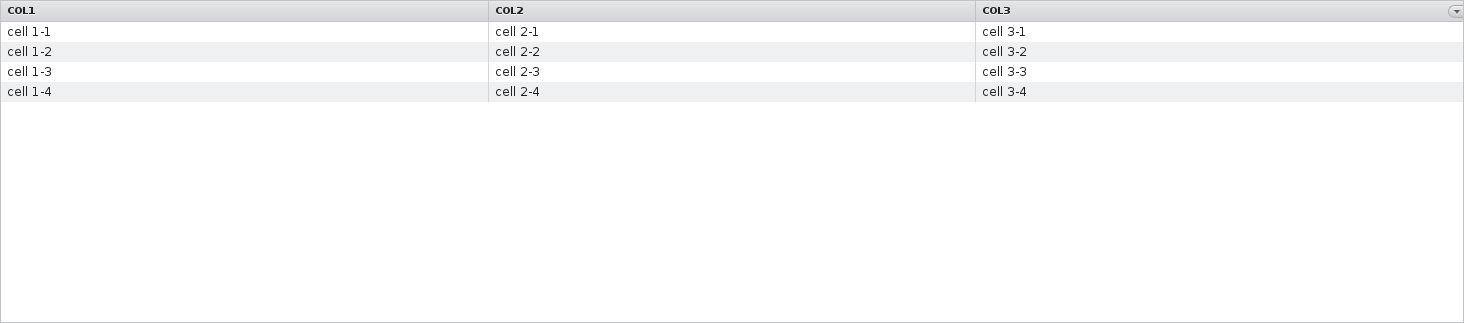 COL1 COL2 COL3
cell 1-1 cell 2-1 cell 3-1
cell 1-2 cell 2-2 cell 3-2
cell 1-3 cell 2-3 cell 3-3
cell 1-4 cell 2-4 cell 3-4